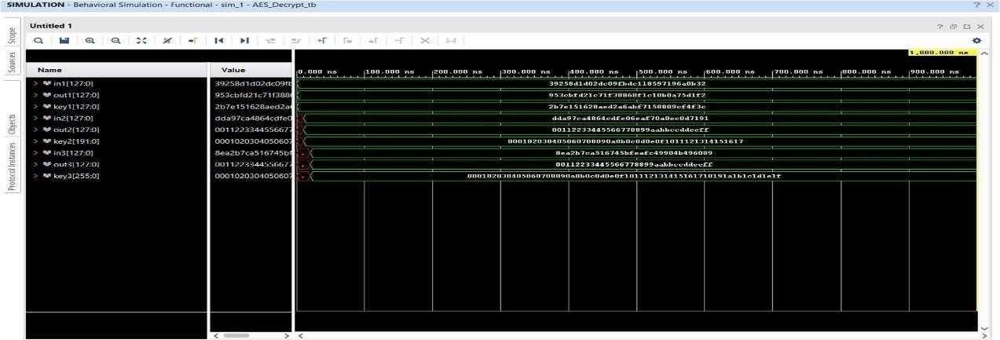 SIMULATION - Behavioral Simulation - Functional - sim_1 - AES_Decrypt_tb
Untitled 1
Scope
Sources
Objects
Protocol Instances
1,000.000 ns
Name Value 0.000 ns 100.000 ns 200.000 ns 300.000 ns 400.000 ns 500.000 ns 600.000 ns 700.000 ns 800.000 ns 900.000 ns
in1[127:0] 39258d1d02dc09fb 39258d1d02dc09fbdc118597196a0b32
out1[127:0] 953cbfd21c71f388 953cbfd21c71f38868f1c10b0a75d1f2
key1[127:0] 2b7e151628aed2a 2b7e151628aed2a6abf7158809cf4f3c
in2[127:0] dda97ca4864cdfe0 dda97ca4864cdfe06eaf70a0ec0d7191
out2[127:0] 0011223344556677 00112233445566778899aabbccddeeff
key2[191:0] 0001020304050607 000102030405060708090a0b0c0d0e0f1011121314151617
in3[127:0] 8ea2b7ca516745bf 8ea2b7ca516745bfeafc49904b496089
out3[127:0] 0011223344556677 00112233445566778899aabbccddeeff
key3[255:0] 0001020304050607 000102030405060708090a0b0c0d0e0f101112131415161718191a1b1c1d1e1f